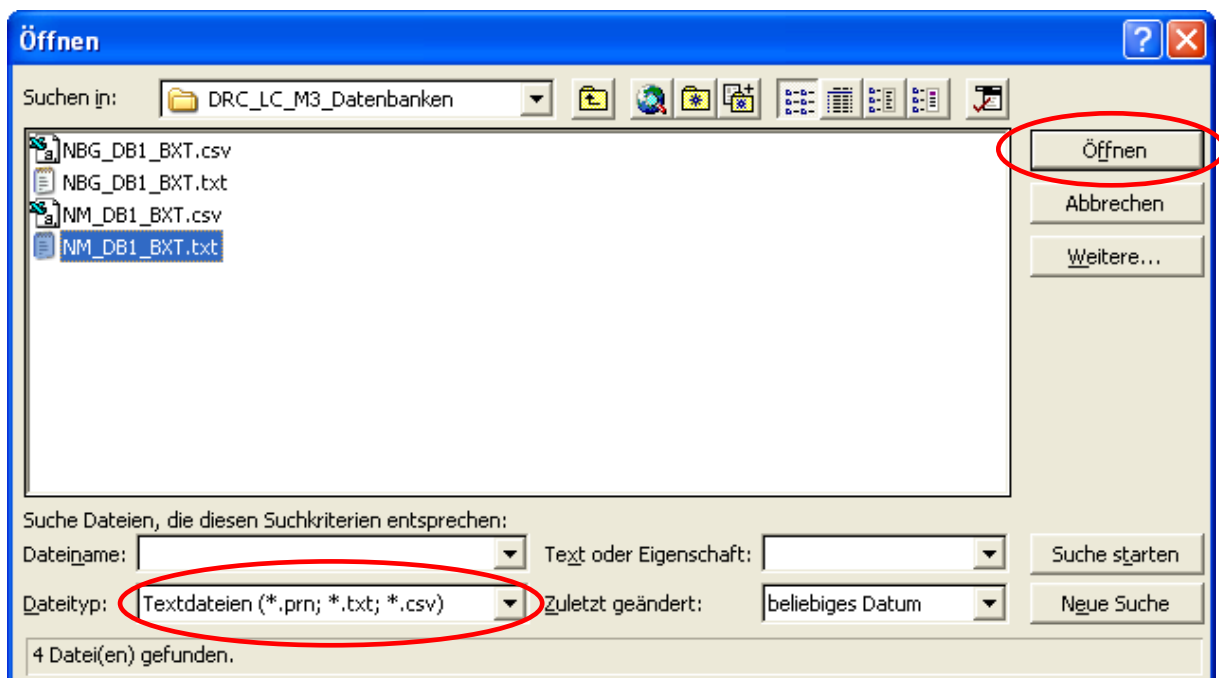 Öffnen
Suchen in: DRC_LC_M3_Datenbanken
NBG_DB1_BXT.csv
NBG_DB1_BXT.txt
NM_DB1_BXT.csv
NM_DB1_BXT.txt
Öffnen
Abbrechen
Weitere...
Suche Dateien, die diesen Suchkriterien entsprechen:
Dateiname: Text oder Eigenschaft: Suche starten
Dateityp: Textdateien (*.prn; *.txt; *.csv) Zuletzt geändert: beliebiges Datum Neue Suche
4 Datei(en) gefunden.